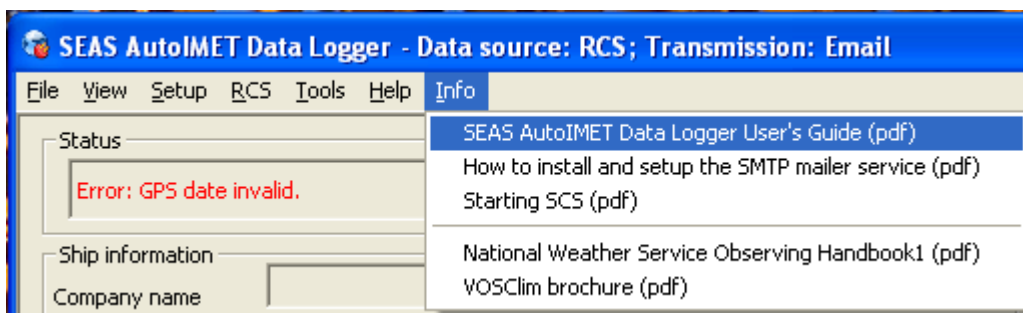 SEAS AutoIMET Data Logger - Data source: RCS; Transmission: Email
File View Setup RCS Tools Help Info
SEAS AutoIMET Data Logger User's Guide (pdf)
How to install and setup the SMTP mailer service (pdf)
Starting SCS (pdf)
National Weather Service Observing Handbook1 (pdf)
VOSClim brochure (pdf)
Status
Error: GPS date invalid.
Ship information
Company name